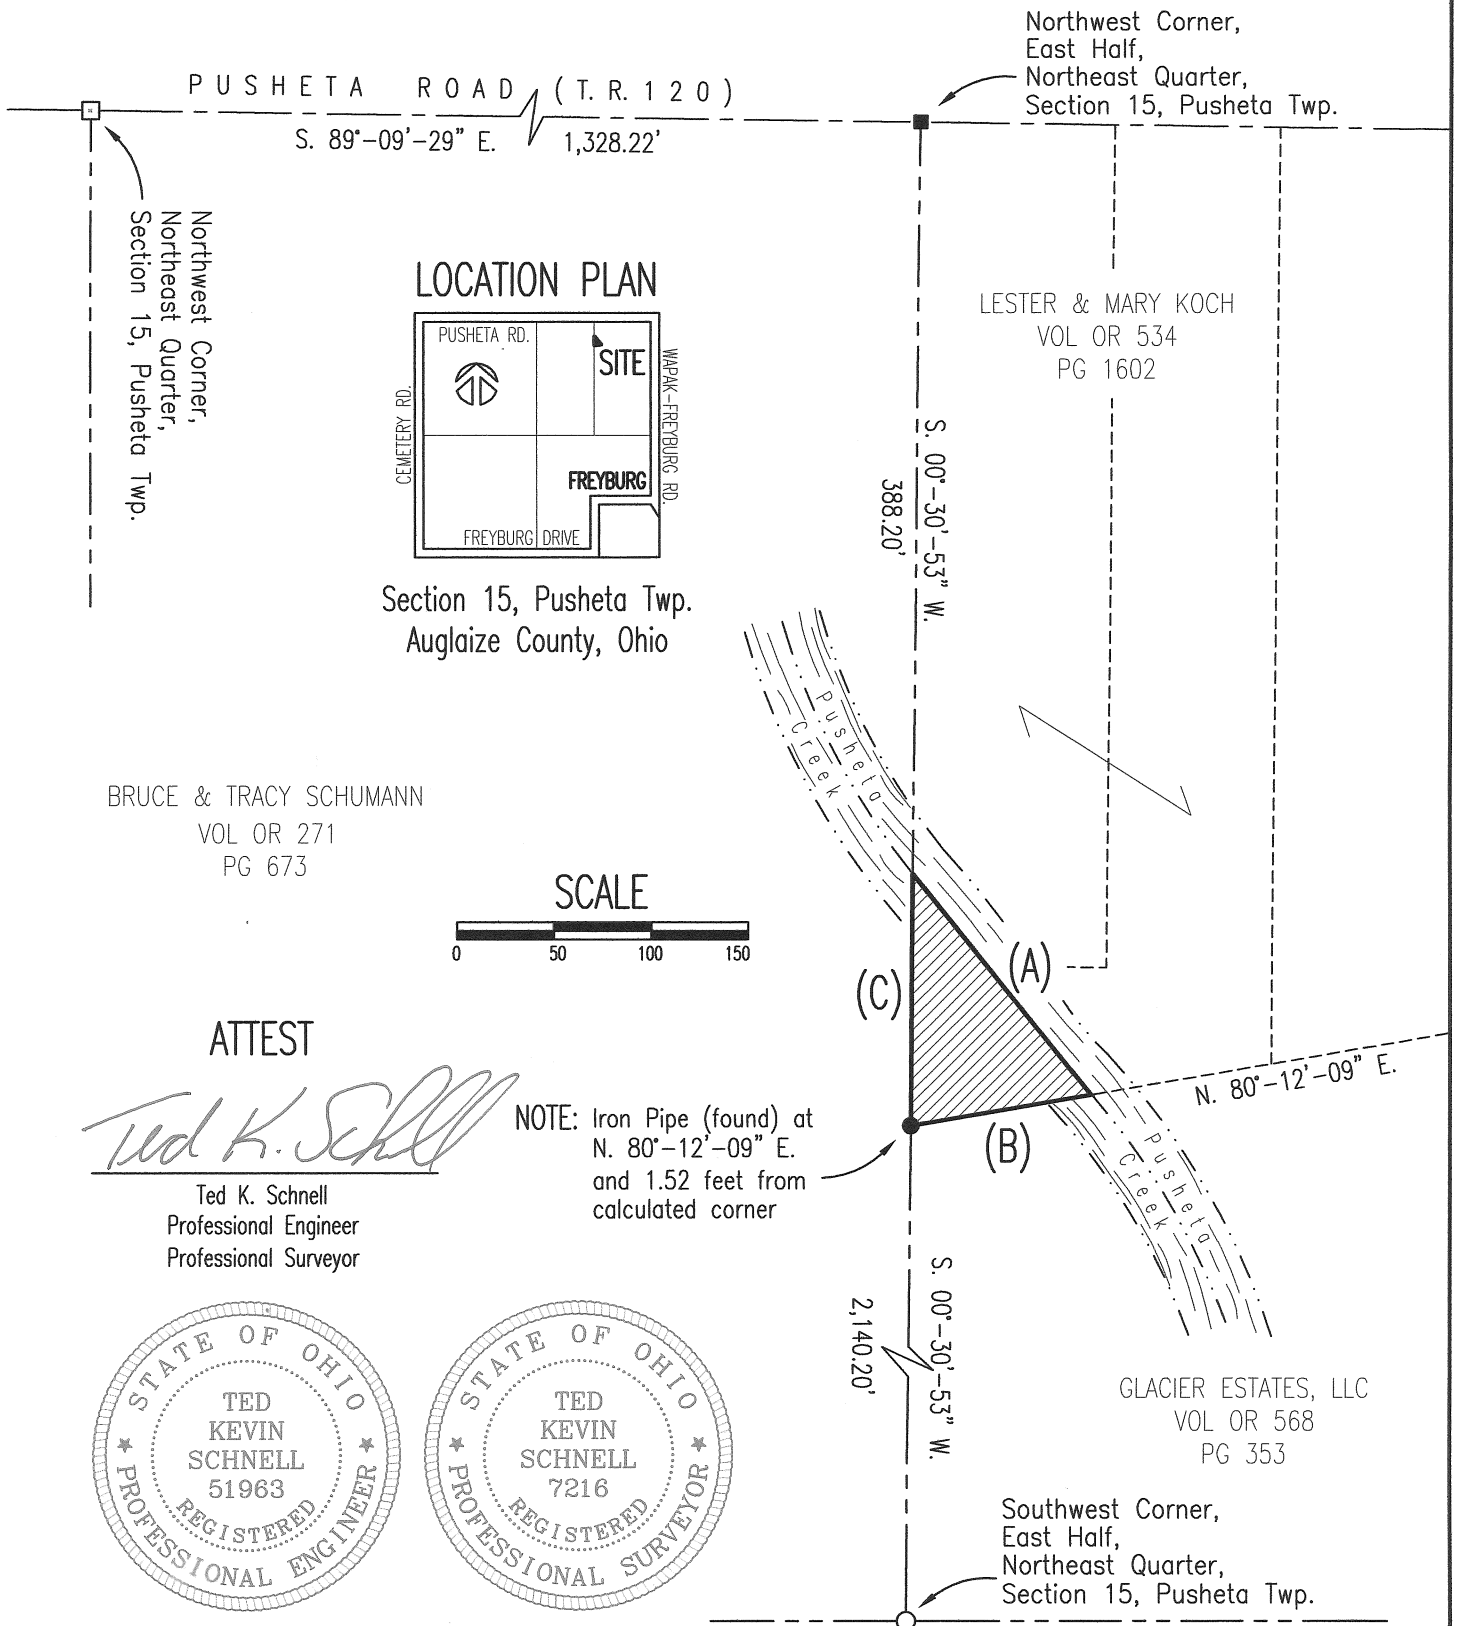 Northwest Corner,
East Half,
Northeast Quarter,
Section 15, Pusheta Twp.
PUSHETA ROAD (T.R.120)
S. 89°-09'-29" E. 1,328.22'
Northwest Corner,
Northeast Quarter,
Section 15, Pusheta Twp.
LOCATION PLAN
PUSHETA RD.
SITE
CEMETERY RD.
WAPAK-FREYBURG RD.
FREYBURG
FREYBURG DRIVE
Section 15, Pusheta Twp.
Auglaize County, Ohio
LESTER & MARY KOCH
VOL OR 534
PG 1602
S. 00°-30'-53" W.
388.20'
Pusheta
Creek
BRUCE & TRACY SCHUMANN
VOL OR 271
PG 673
SCALE
0 50 100 150
(A)
(C)
(B)
N. 80°-12'-09" E.
ATTEST
Ted K. Schnell
Ted K. Schnell
Professional Engineer
Professional Surveyor
NOTE: Iron Pipe (found) at
N. 80°-12'-09" E.
and 1.52 feet from
calculated corner
Pusheta
Creek
S. 00°-30'-53" W.
2,140.20'
STATE OF OHIO
TED
KEVIN
SCHNELL
51963
REGISTERED
PROFESSIONAL ENGINEER
STATE OF OHIO
TED
KEVIN
SCHNELL
7216
REGISTERED
PROFESSIONAL SURVEYOR
GLACIER ESTATES, LLC
VOL OR 568
PG 353
Southwest Corner,
East Half,
Northeast Quarter,
Section 15, Pusheta Twp.